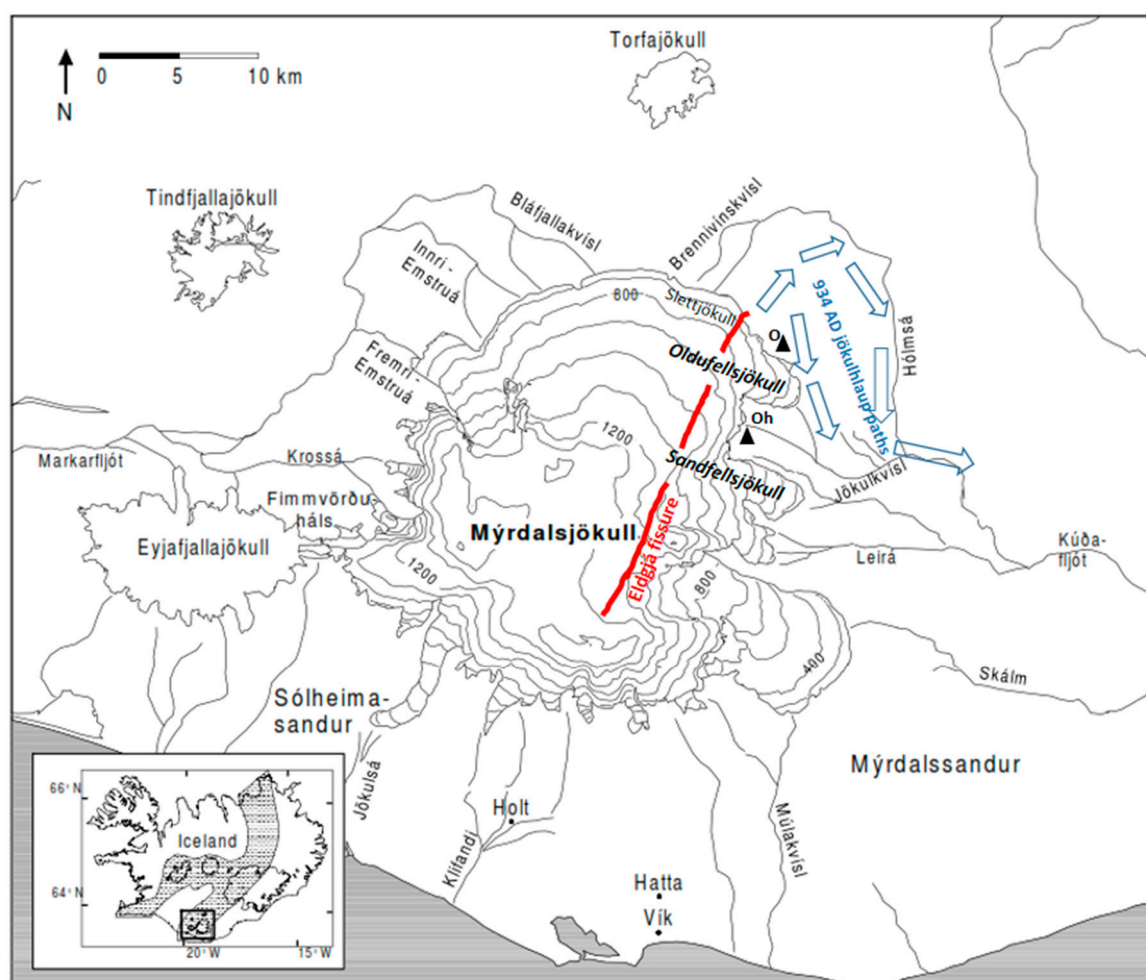 Torfajökull
0 5 10 km
N
Tindfjallajökull
Bláfjallakvísl
Brennivínskvísl
Innri -
Emstruá
800
Slettjökull
934 AD jökulhlaup paths
Hólmsá
O
Fremri -
Emstruá
Oldufellsjökull
Oh
1200
Markarfljót
Krossá
Sandfellsjökull
Jökulkvísl
Fimmvörðu-
háls
Eyjafjallajökull
Mýrdalsjökull
Eldgjá fissure
Leirá
Kúða-
fljót
1200
800
400
Skálm
Sólheima-
sandur
Mýrdalssandur
Jökulsá
Holt
Klifandj
Múlakvísl
Hatta
Vík
66°N
Iceland
64°N
20°W
15°W